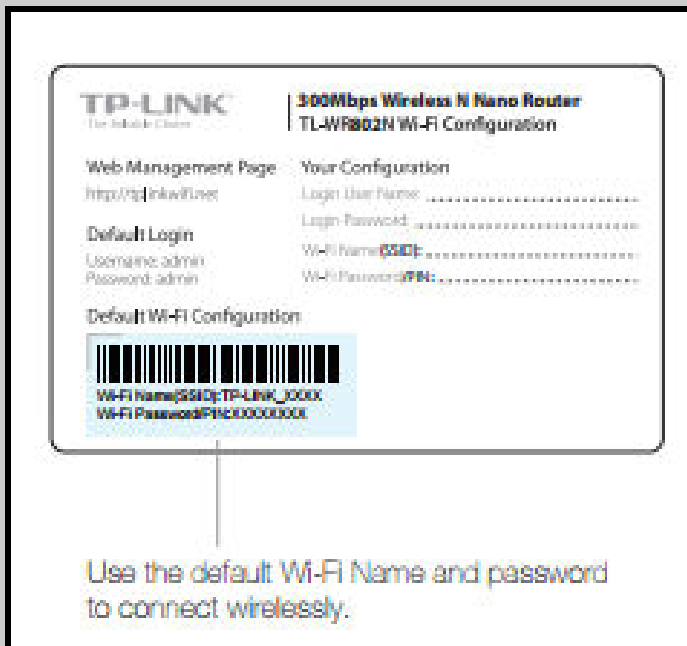 TP-LINK
The Reliable Choice
300Mbps Wireless N Nano Router
TL-WR802N Wi-Fi Configuration
Web Management Page
http://tplinkwifi.net
Default Login
Username: admin
Password: admin
Your Configuration
Login User Name:
Login Password:
Wi-Fi Name(SSID):
Wi-Fi Password/PIN:
Default Wi-Fi Configuration
Wi-Fi Name(SSID):TP-LINK_XXXX
Wi-Fi Password/PIN:XXXXXXXX
Use the default Wi-Fi Name and password
to connect wirelessly.